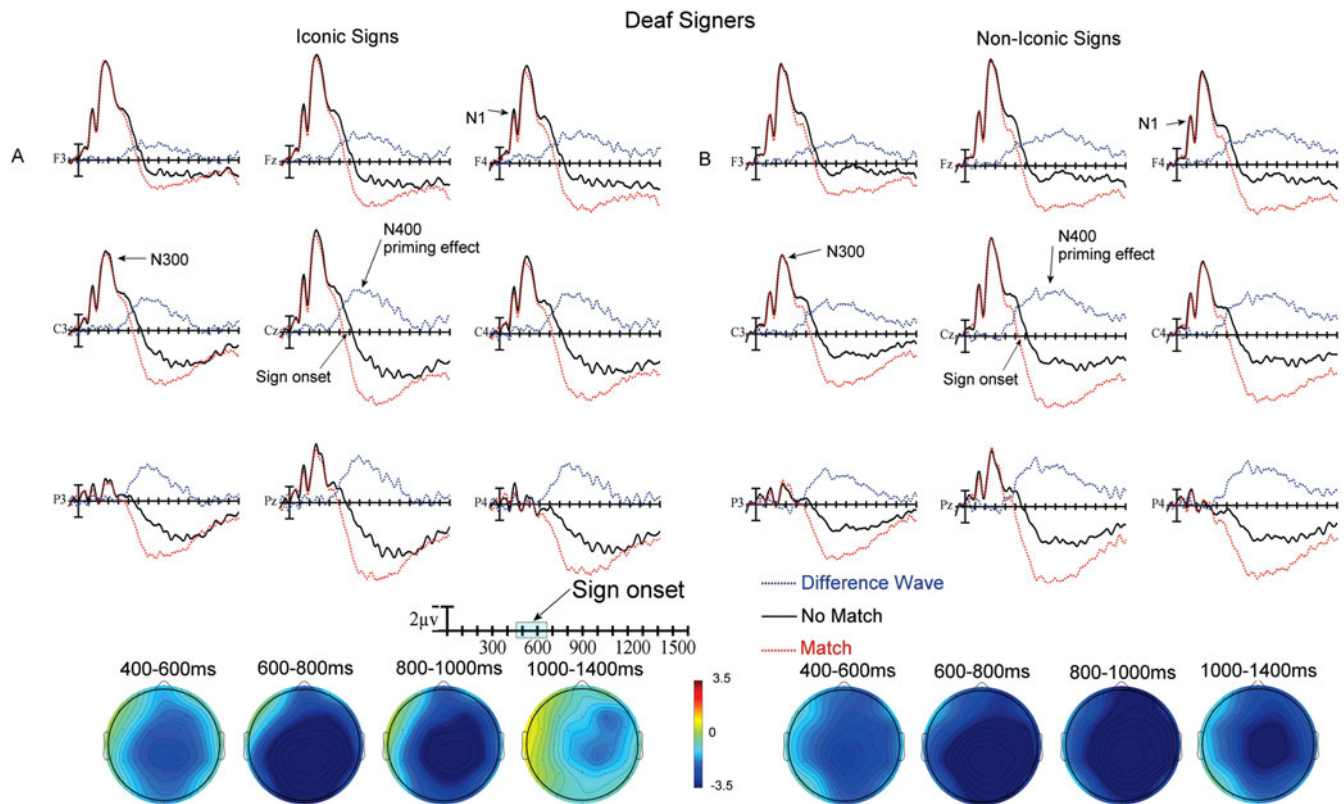 Deaf Signers
Iconic Signs
Non-Iconic Signs
A
F3
Fz
N1
F4
B
F3
Fz
N1
F4
N300
C3
N400
priming effect
Cz
Sign onset
C4
N300
C3
N400
priming effect
Cz
Sign onset
C4
P3
Pz
P4
P3
Pz
P4
Sign onset
2μv
300 600 900 1200 1500
Difference Wave
No Match
Match
400-600ms
600-800ms
800-1000ms
1000-1400ms
3.5
0
-3.5
400-600ms
600-800ms
800-1000ms
1000-1400ms